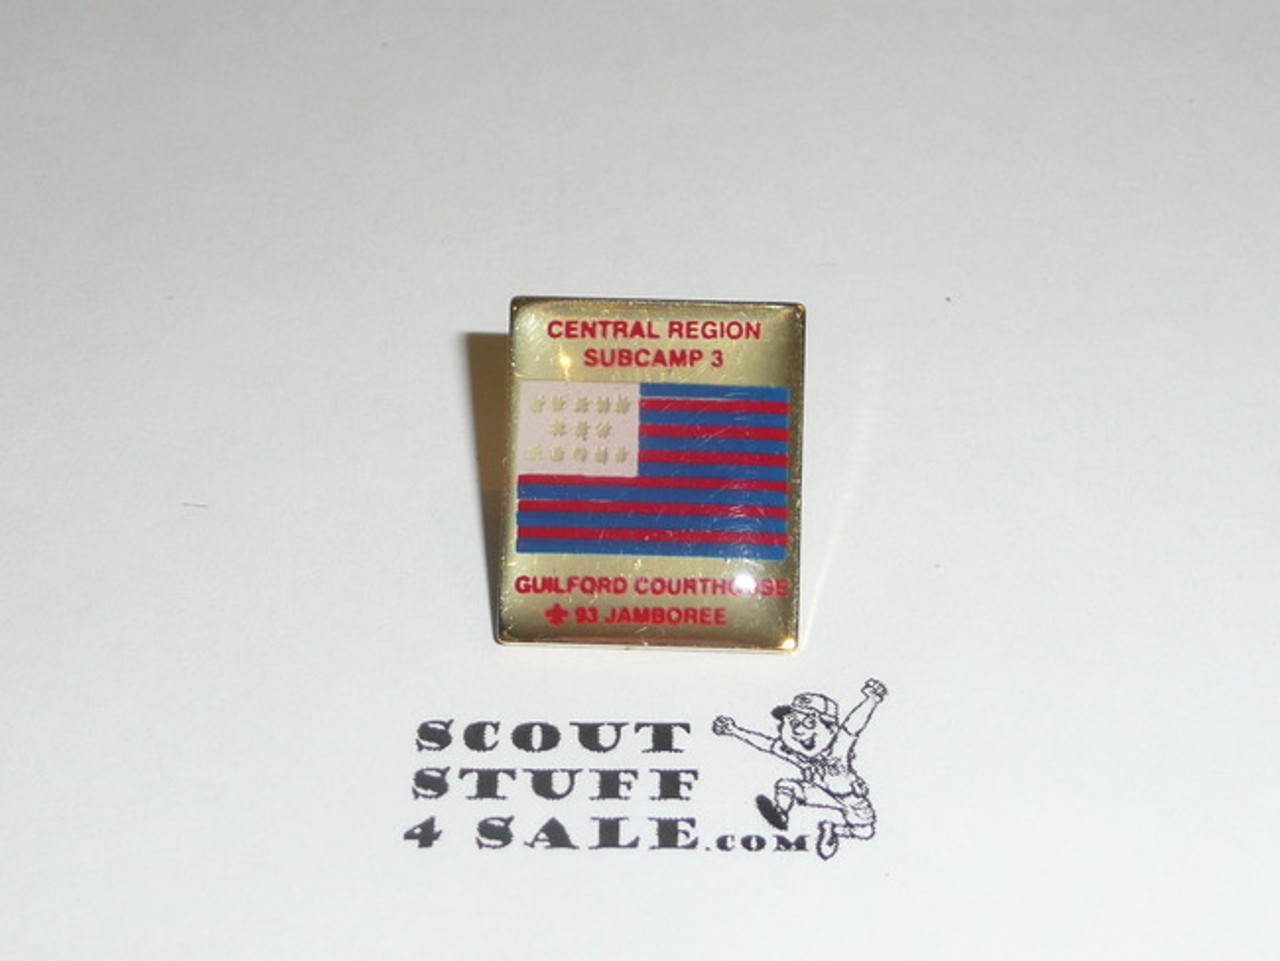 CENTRAL REGION
SUBCAMP 3
GUILFORD COURTHOUSE
93 JAMBOREE
SCOUT
STUFF
4 SALE.COM